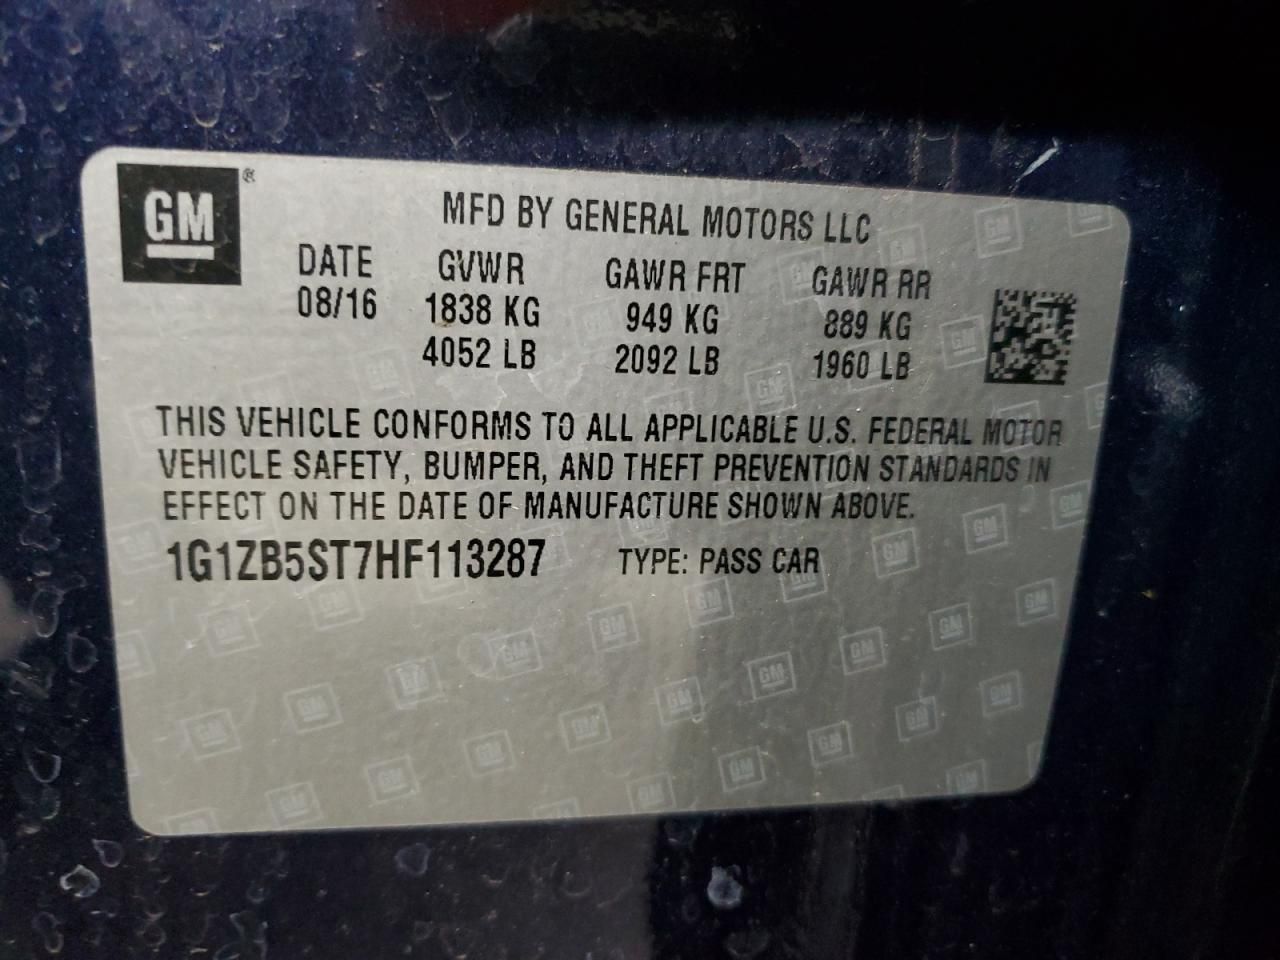 GM
MFD BY GENERAL MOTORS LLC
DATE GVWR GAWR FRT GAWR RR
08/16 1838 KG 949 KG 889 KG
4052 LB 2092 LB 1960 LB
THIS VEHICLE CONFORMS TO ALL APPLICABLE U.S. FEDERAL MOTOR
VEHICLE SAFETY, BUMPER, AND THEFT PREVENTION STANDARDS IN
EFFECT ON THE DATE OF MANUFACTURE SHOWN ABOVE.
1G1ZB5ST7HF113287 TYPE: PASS CAR